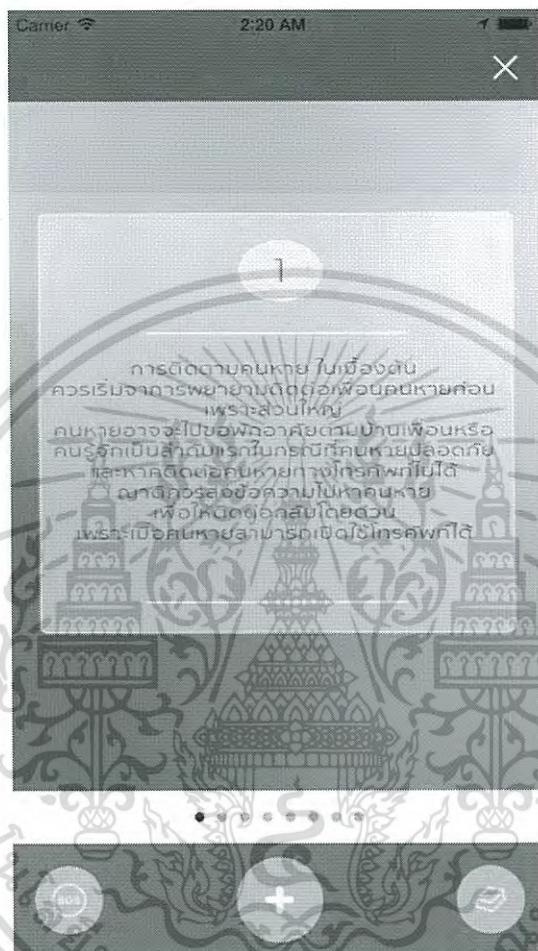 Carrier 2:20 AM
1
การติดตามคนหาย ในเบื้องต้น
ควรเริ่มจากการพยายามติดต่อเพื่อนคนหายก่อน
เพราะส่วนใหญ่
คนหายอาจจะไปขอพักอาศัยตามบ้านเพื่อนหรือ
คนรู้จักเป็นลำดับแรกในกรณีที่คนหายปลอดภัย
และหากติดต่อคนหายทางโทรศัพท์ไม่ได้
ญาติควรส่งข้อความไปหาคนหาย
เพื่อให้ติดต่อกลับโดยด่วน
เพราะเมื่อคนหายสามารถเปิดใช้โทรศัพท์ได้
SOS